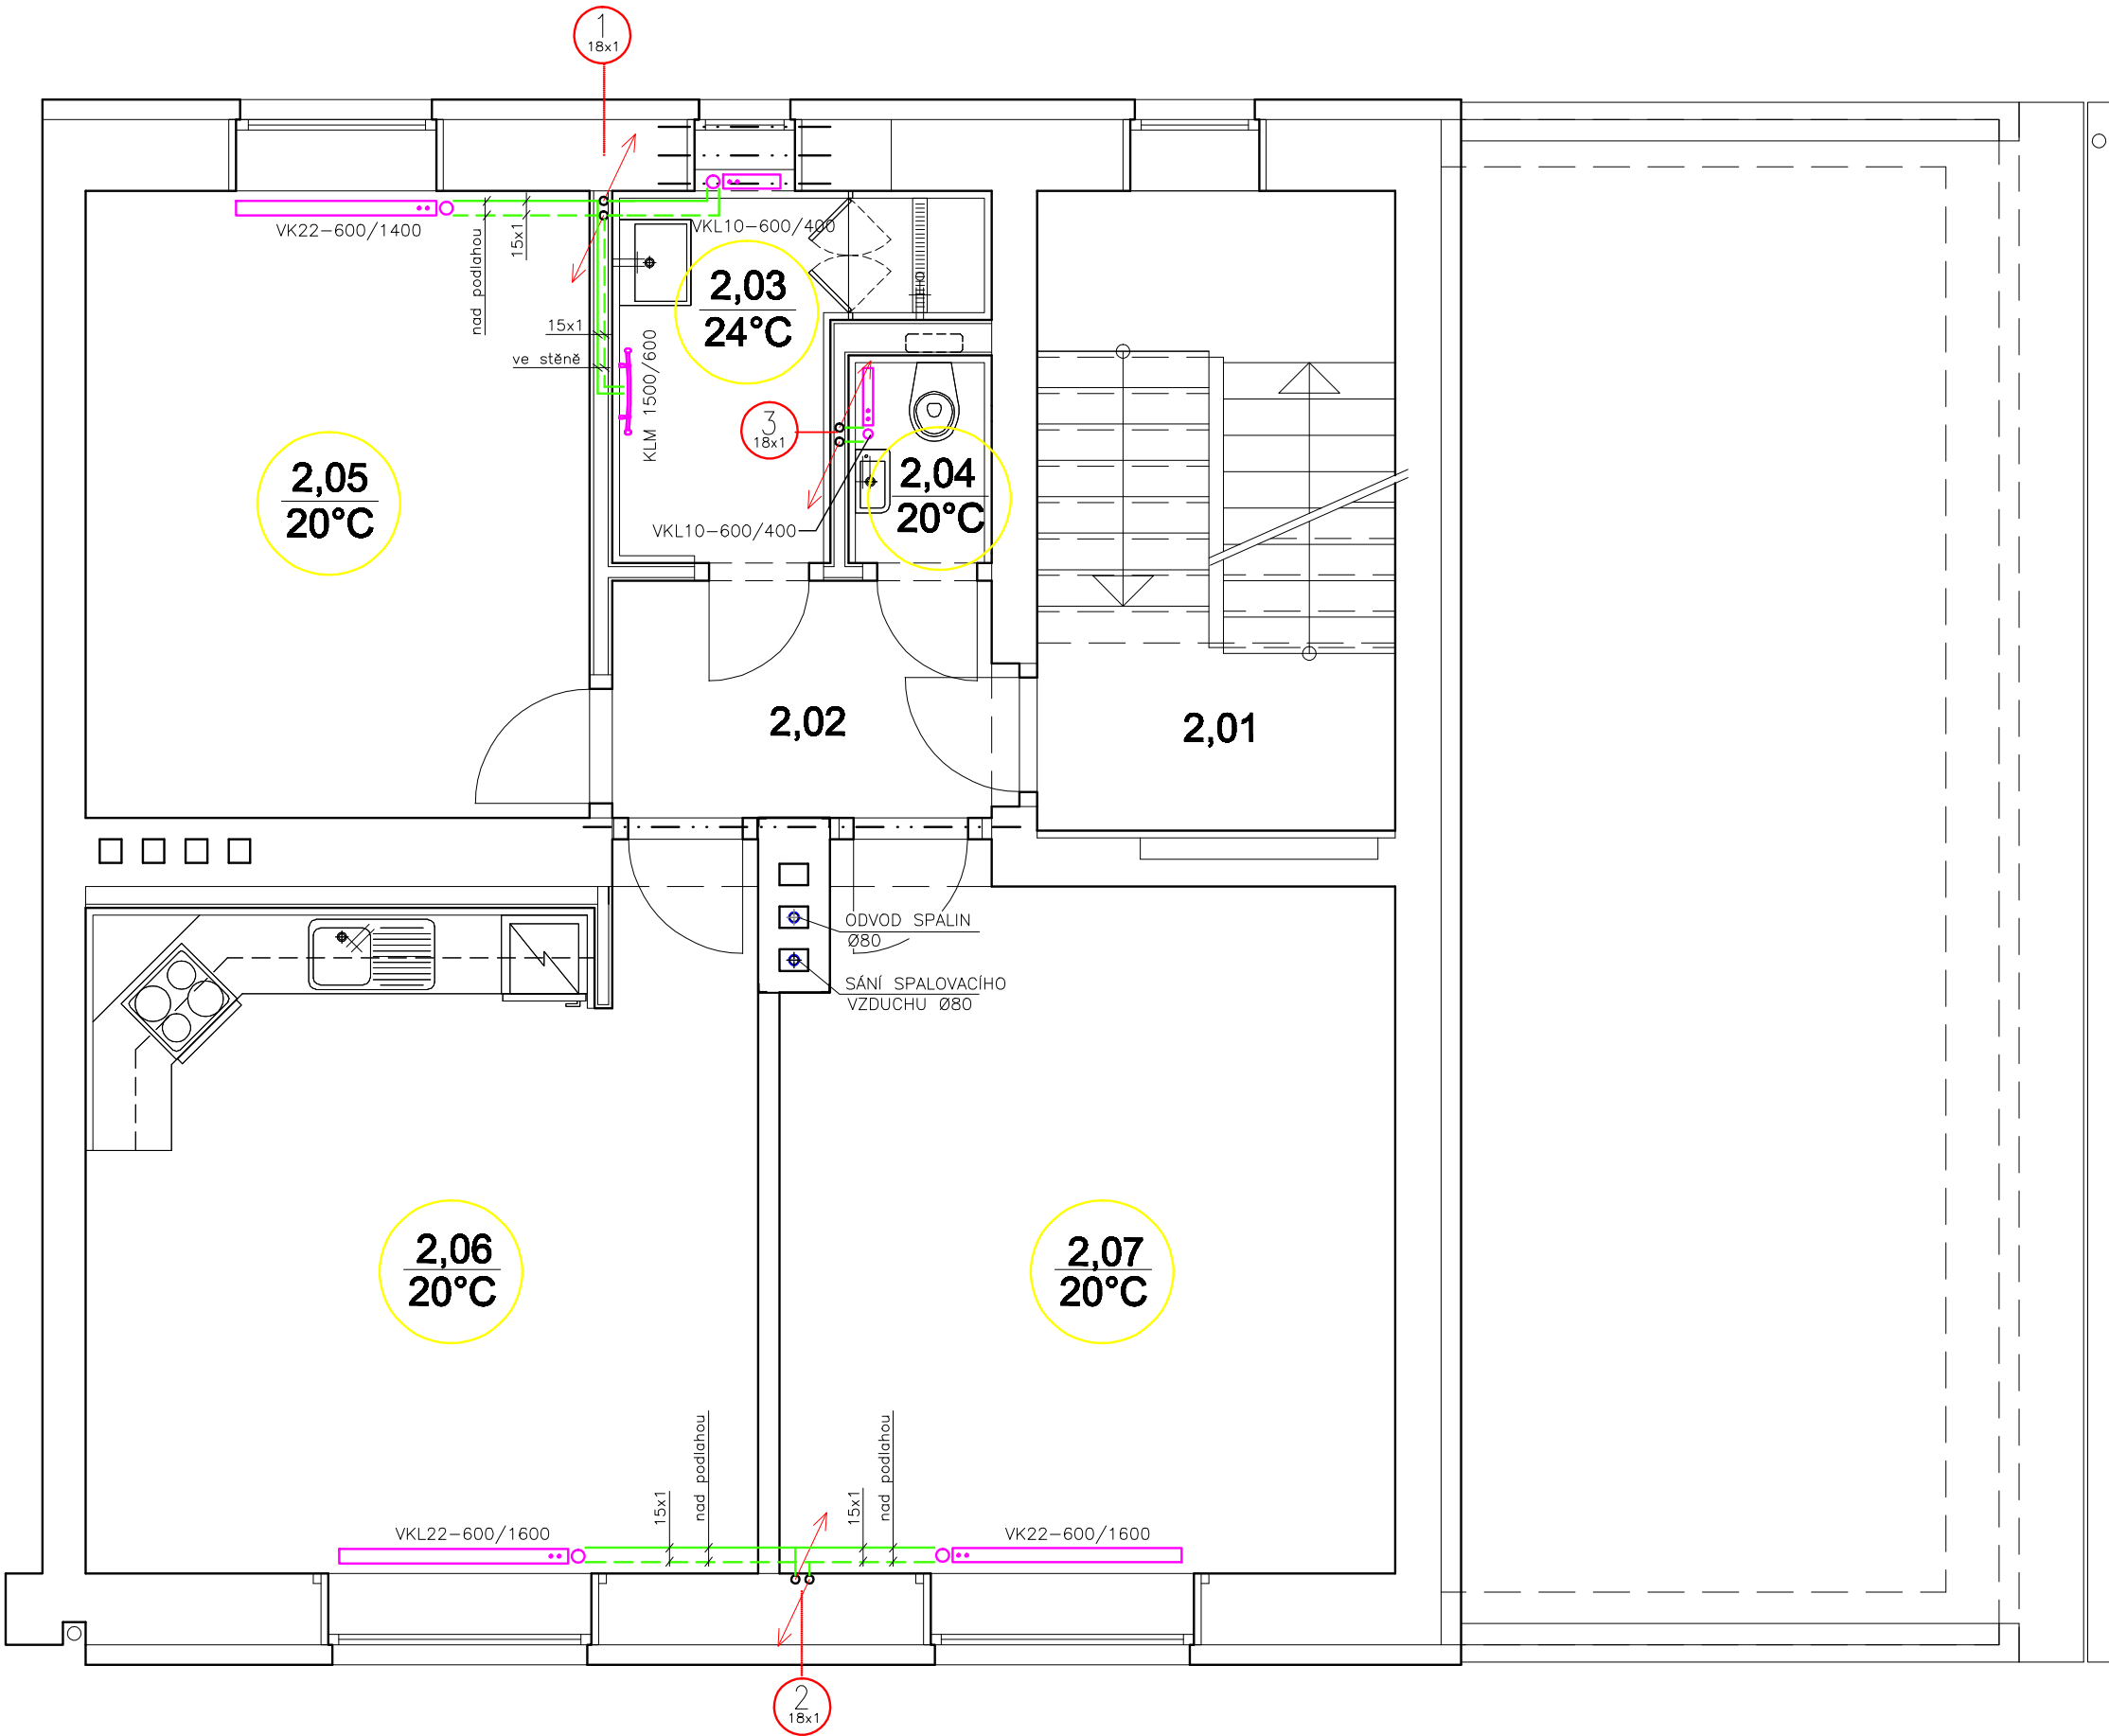 1
18x1
VK22-600/1400
nad podlahou
15x1
VKL10-600/400
2,03
24°C
15x1
ve stěně
KLM 1500/600
3
18x1
2,05
20°C
2,04
20°C
VKL10-600/400
2,02
2,01
ODVOD SPALIN
Ø80
SÁNÍ SPALOVACÍHO
VZDUCHU Ø80
2,06
20°C
2,07
20°C
15x1
nad podlahou
15x1
nad podlahou
VKL22-600/1600
VK22-600/1600
2
18x1